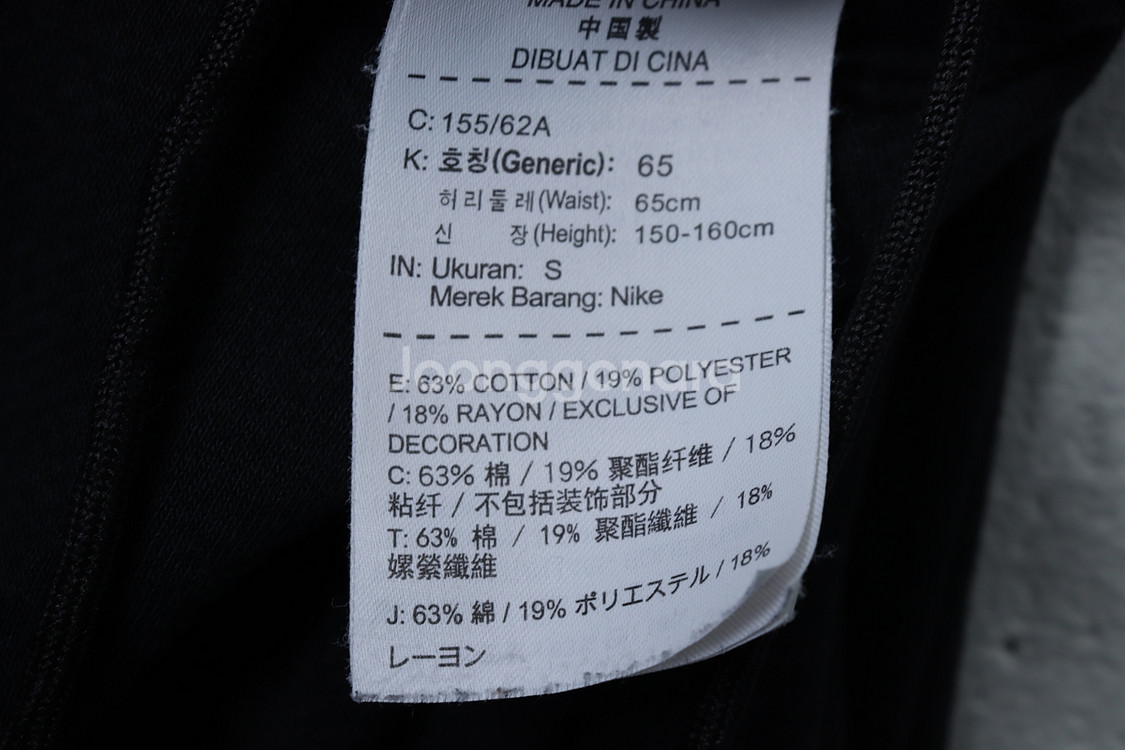 MADE IN CHINA
中国製
DIBUAT DI CINA
C: 155/62A
K: 호칭(Generic): 65
허리둘레(Waist): 65cm
신 장(Height): 150-160cm
IN: Ukuran: S
Merek Barang: Nike
loonggongra
E: 63% COTTON / 19% POLYESTER
/ 18% RAYON / EXCLUSIVE OF
DECORATION
C: 63% 棉 / 19% 聚酯纤维 / 18%
粘纤 / 不包括装饰部分
T: 63% 棉 / 19% 聚酯纖維 / 18%
嫘縈纖維
J: 63% 綿 / 19% ポリエステル / 18%
レーヨン